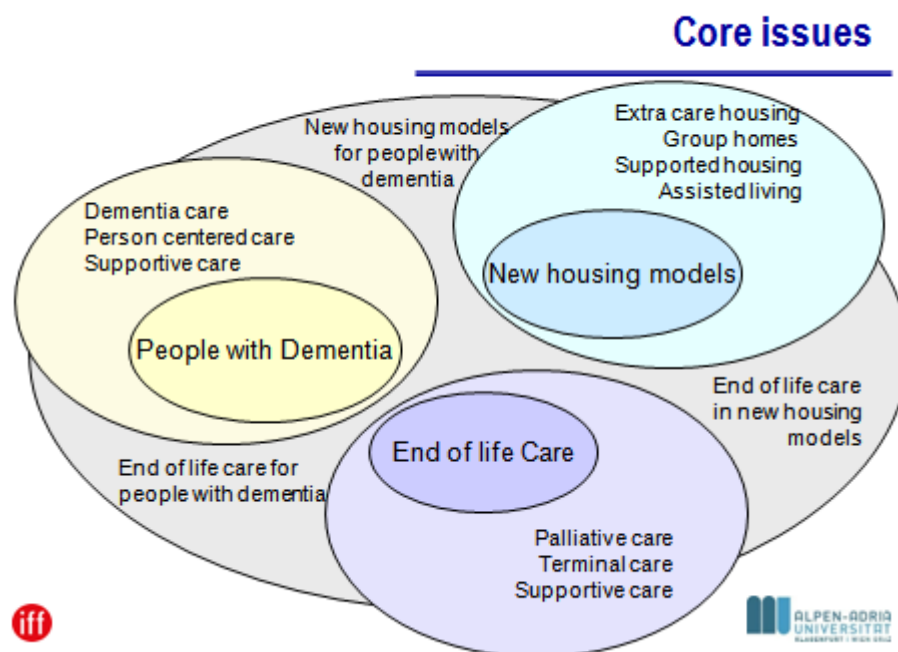 Core issues
New housing models
for people with
dementia
Extra care housing
Group homes
Supported housing
Assisted living
Dementia care
Person centered care
Supportive care
New housing models
People with Dementia
End of life care
in new housing
models
End of life Care
End of life care for
people with dementia
Palliative care
Terminal care
Supportive care
iff
ALPEN-ADRIA
UNIVERSITÄT
KLAGENFURT | WIEN GRAZ